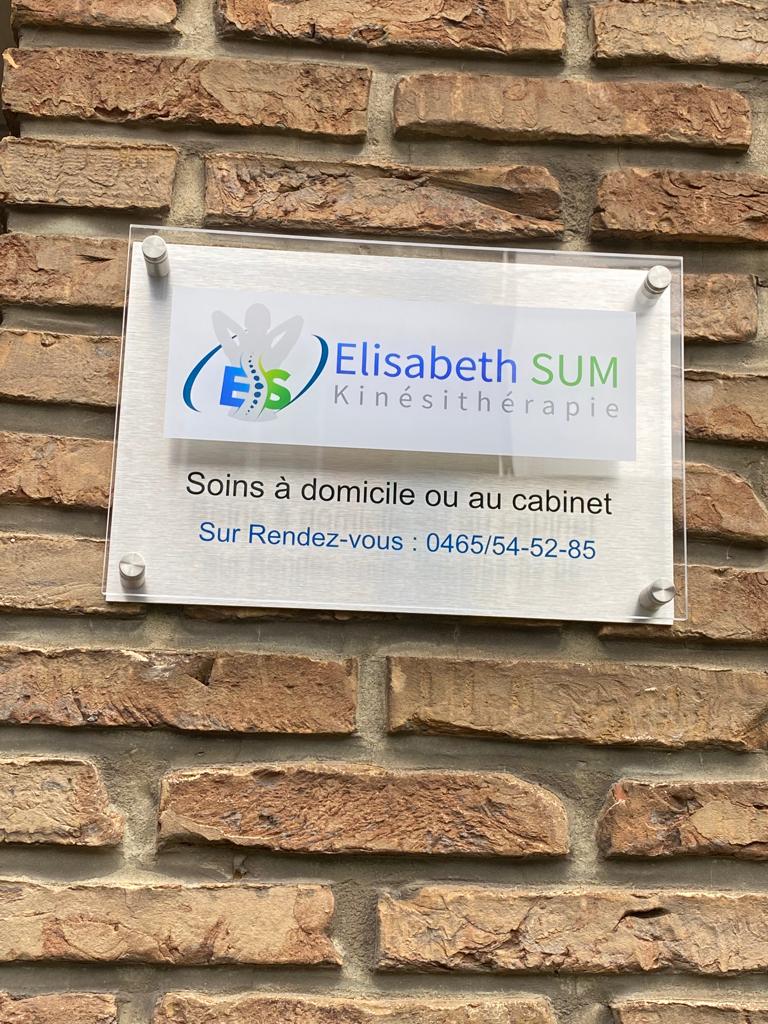 ES
Elisabeth SUM
Kinésithérapie
Soins à domicile ou au cabinet
Sur Rendez-vous : 0465/54-52-85